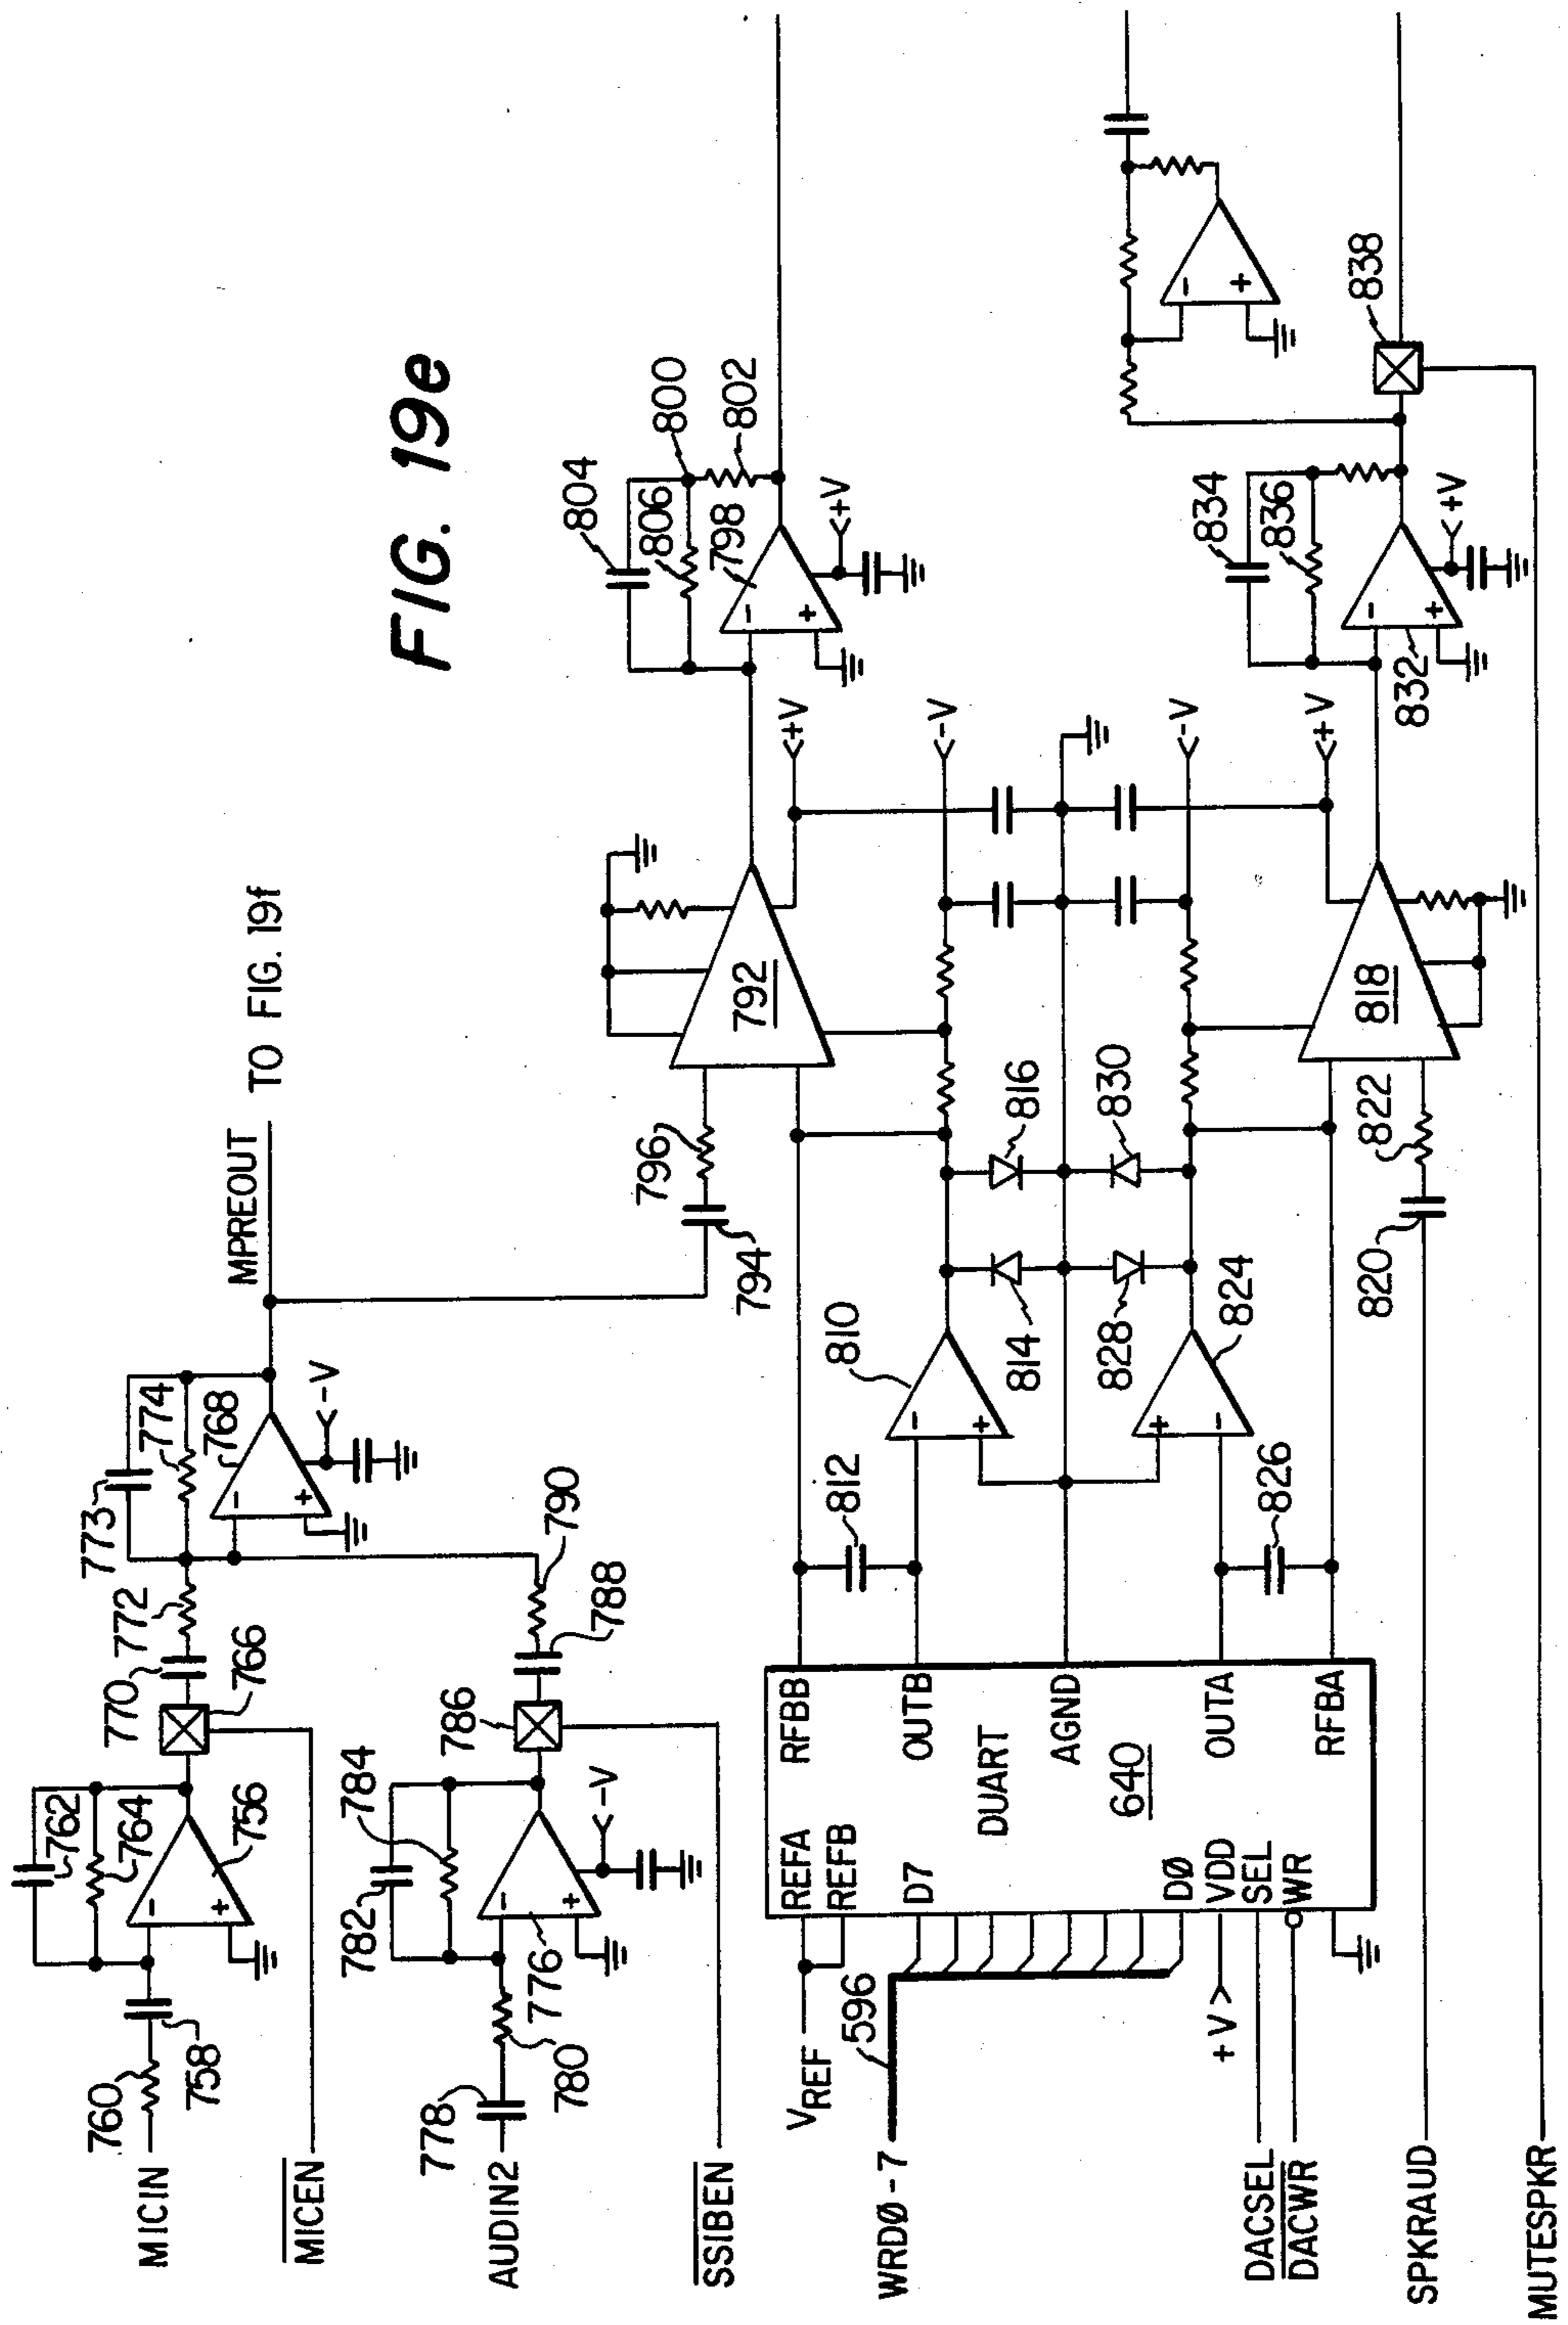 FIG. 19e
MICIN
760
758
762
764
756
MICEN
766
770
772
773
774
768
-V
MPREOUT
TO FIG. 19f
AUDIN2
778
780
776
782
784
786
788
790
-V
SSIBEN
794
796
792
+V
-V
798
800
802
804
806
+V
VREF
596
WRDØ-7
+V
DACSEL
DACWR
REFA
REFB
D7
DØ
VDD
SEL
WR
DUART
640
RFBB
OUTB
AGND
OUTA
RFBA
812
826
810
824
814
816
828
830
-V
+V
818
820
822
832
834
836
+V
838
SPKRAUD
MUTESPKR